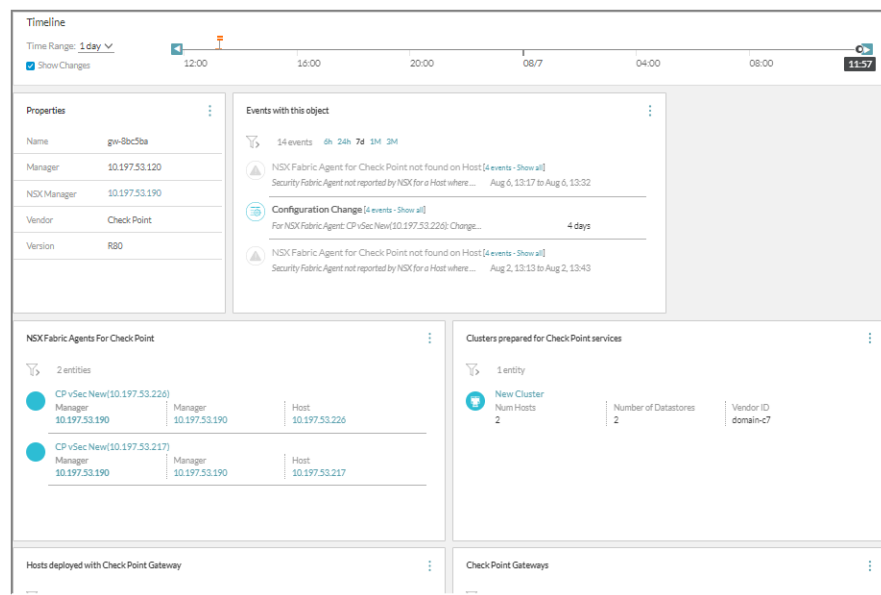 Timeline
Time Range: 1 day
Show Changes
12:00 16:00 20:00 08/7 04:00 08:00 11:57
Properties
Name gw-8bc5ba
Manager 10.197.53.120
NSX Manager 10.197.53.190
Vendor Check Point
Version R80
Events with this object
14 events 6h 24h 7d 1M 3M
NSX Fabric Agent for Check Point not found on Host [4 events - Show all]
Security Fabric Agent not reported by NSX for a Host where ... Aug 6, 13:17 to Aug 6, 13:32
Configuration Change [4 events - Show all]
For NSX Fabric Agent: CP vSec New(10.197.53.226): Change... 4 days
NSX Fabric Agent for Check Point not found on Host [4 events - Show all]
Security Fabric Agent not reported by NSX for a Host where ... Aug 2, 13:13 to Aug 2, 13:43
NSX Fabric Agents For Check Point
2 entities
CP vSec New(10.197.53.226)
Manager Manager Host
10.197.53.190 10.197.53.190 10.197.53.226
CP vSec New(10.197.53.217)
Manager Manager Host
10.197.53.190 10.197.53.190 10.197.53.217
Clusters prepared for Check Point services
1 entity
New Cluster
Num Hosts Number of Datastores Vendor ID
2 2 domain-c7
Hosts deployed with Check Point Gateway
Check Point Gateways